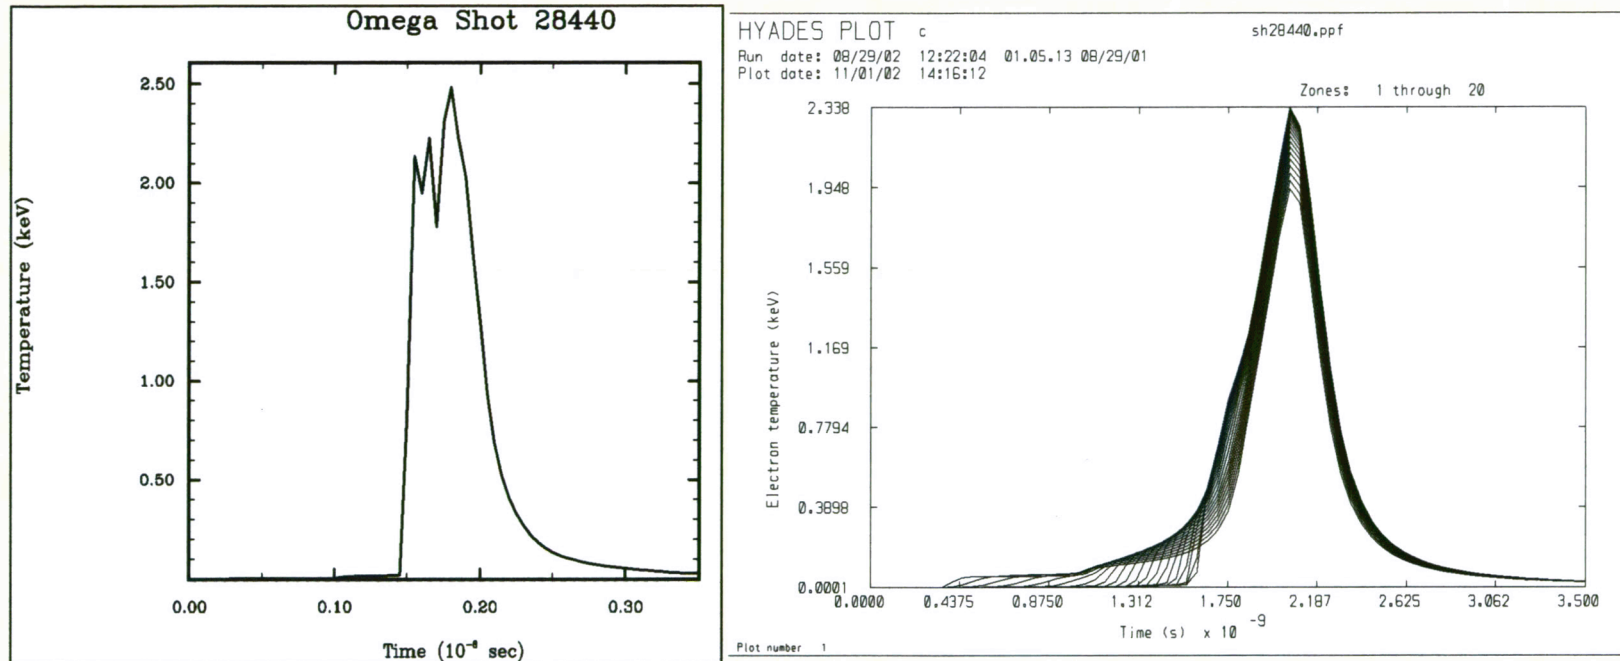 Omega Shot 28440
Temperature (keV)
2.50
2.00
1.50
1.00
0.50
0.00
0.10
0.20
0.30
Time (10⁻⁸ sec)
HYADES PLOT c
sh28440.ppf
Run date: 08/29/02 12:22:04 01.05.13 08/29/01
Plot date: 11/01/02 14:16:12
Zones: 1 through 20
Electron temperature (keV)
2.338
1.948
1.559
1.169
0.7794
0.3898
0.0001
0.0000
0.4375
0.8750
1.312
1.750
2.187
2.625
3.062
3.500
Time (s) x 10⁻⁹
Plot number 1